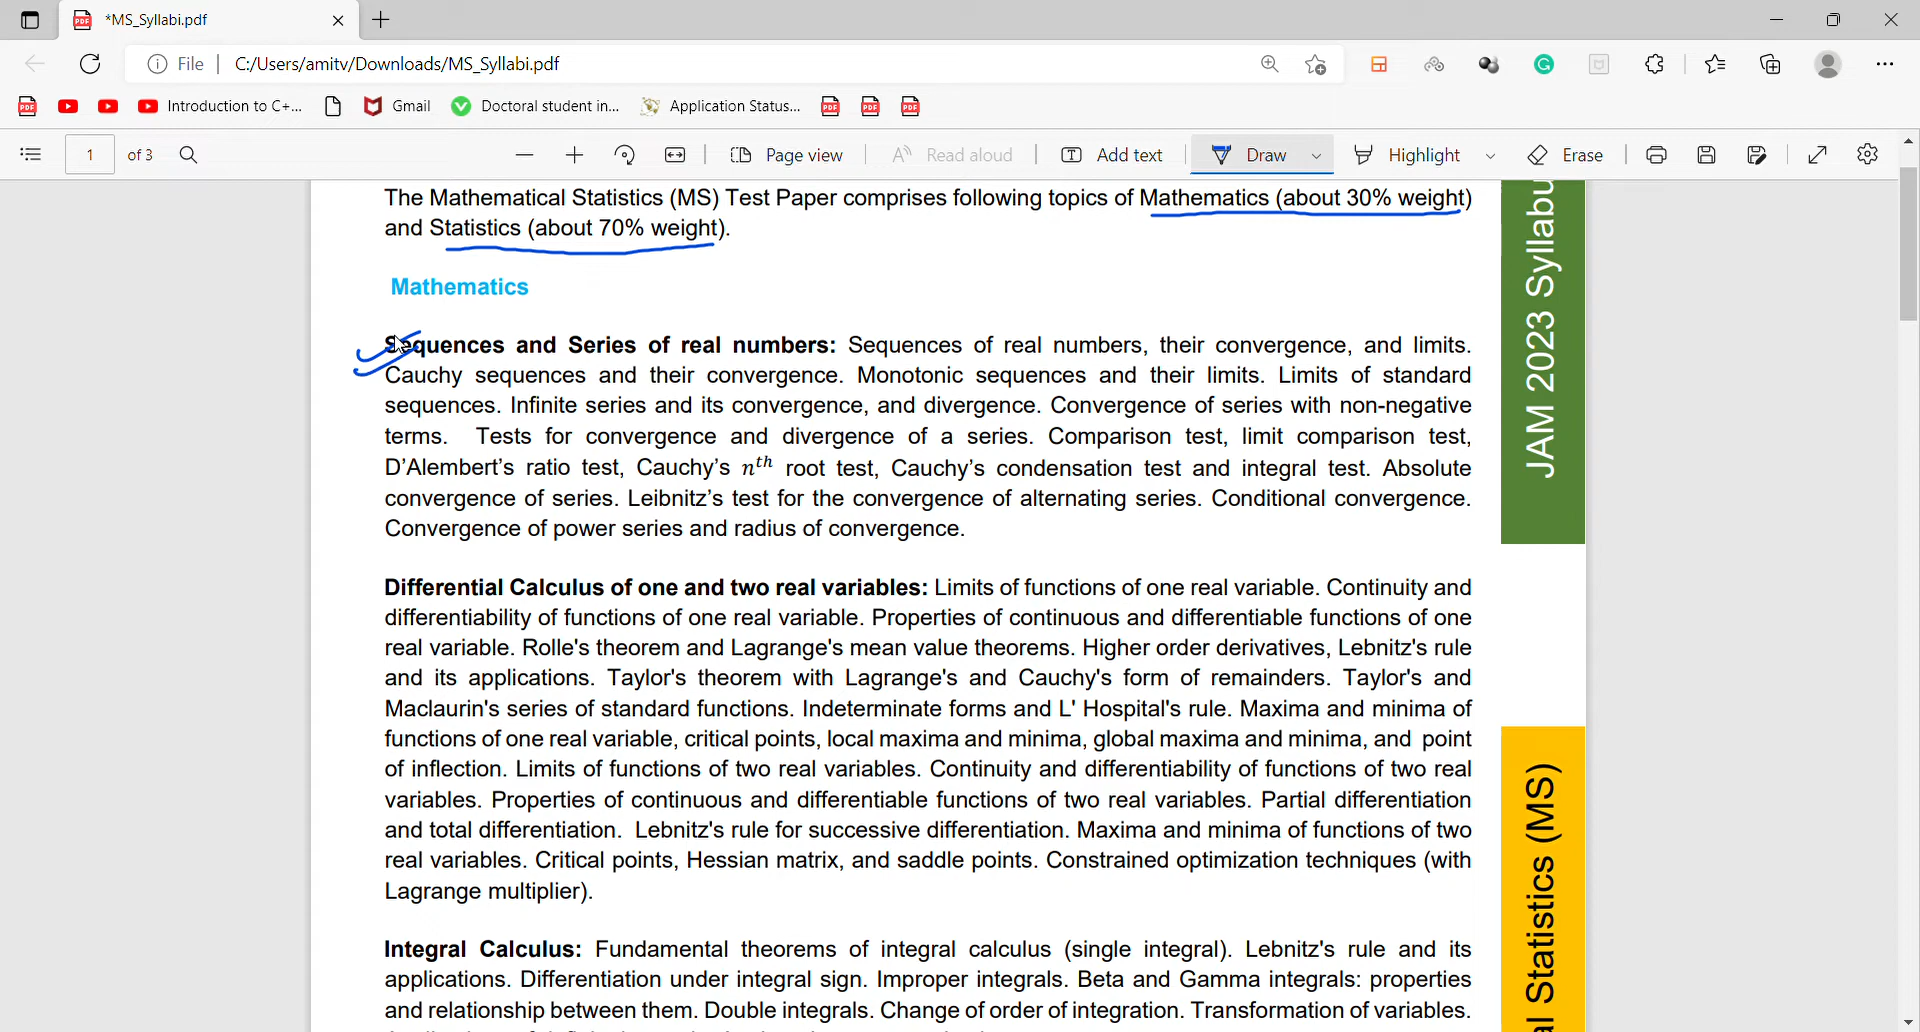 *MS_Syllabi.pdf
File C:/Users/amitv/Downloads/MS_Syllabi.pdf
Introduction to C+... Gmail Doctoral student in... Application Status...
1 of 3 Page view Read aloud Add text Draw Highlight Erase
The Mathematical Statistics (MS) Test Paper comprises following topics of Mathematics (about 30% weight)
and Statistics (about 70% weight).
Mathematics
Sequences and Series of real numbers: Sequences of real numbers, their convergence, and limits.
Cauchy sequences and their convergence. Monotonic sequences and their limits. Limits of standard
sequences. Infinite series and its convergence, and divergence. Convergence of series with non-negative
terms. Tests for convergence and divergence of a series. Comparison test, limit comparison test,
D'Alembert's ratio test, Cauchy's nth root test, Cauchy's condensation test and integral test. Absolute
convergence of series. Leibnitz's test for the convergence of alternating series. Conditional convergence.
Convergence of power series and radius of convergence.
Differential Calculus of one and two real variables: Limits of functions of one real variable. Continuity and
differentiability of functions of one real variable. Properties of continuous and differentiable functions of one
real variable. Rolle's theorem and Lagrange's mean value theorems. Higher order derivatives, Lebnitz's rule
and its applications. Taylor's theorem with Lagrange's and Cauchy's form of remainders. Taylor's and
Maclaurin's series of standard functions. Indeterminate forms and L' Hospital's rule. Maxima and minima of
functions of one real variable, critical points, local maxima and minima, global maxima and minima, and point
of inflection. Limits of functions of two real variables. Continuity and differentiability of functions of two real
variables. Properties of continuous and differentiable functions of two real variables. Partial differentiation
and total differentiation. Lebnitz's rule for successive differentiation. Maxima and minima of functions of two
real variables. Critical points, Hessian matrix, and saddle points. Constrained optimization techniques (with
Lagrange multiplier).
Integral Calculus: Fundamental theorems of integral calculus (single integral). Lebnitz's rule and its
applications. Differentiation under integral sign. Improper integrals. Beta and Gamma integrals: properties
and relationship between them. Double integrals. Change of order of integration. Transformation of variables.
JAM 2023 Syllabu
al Statistics (MS)